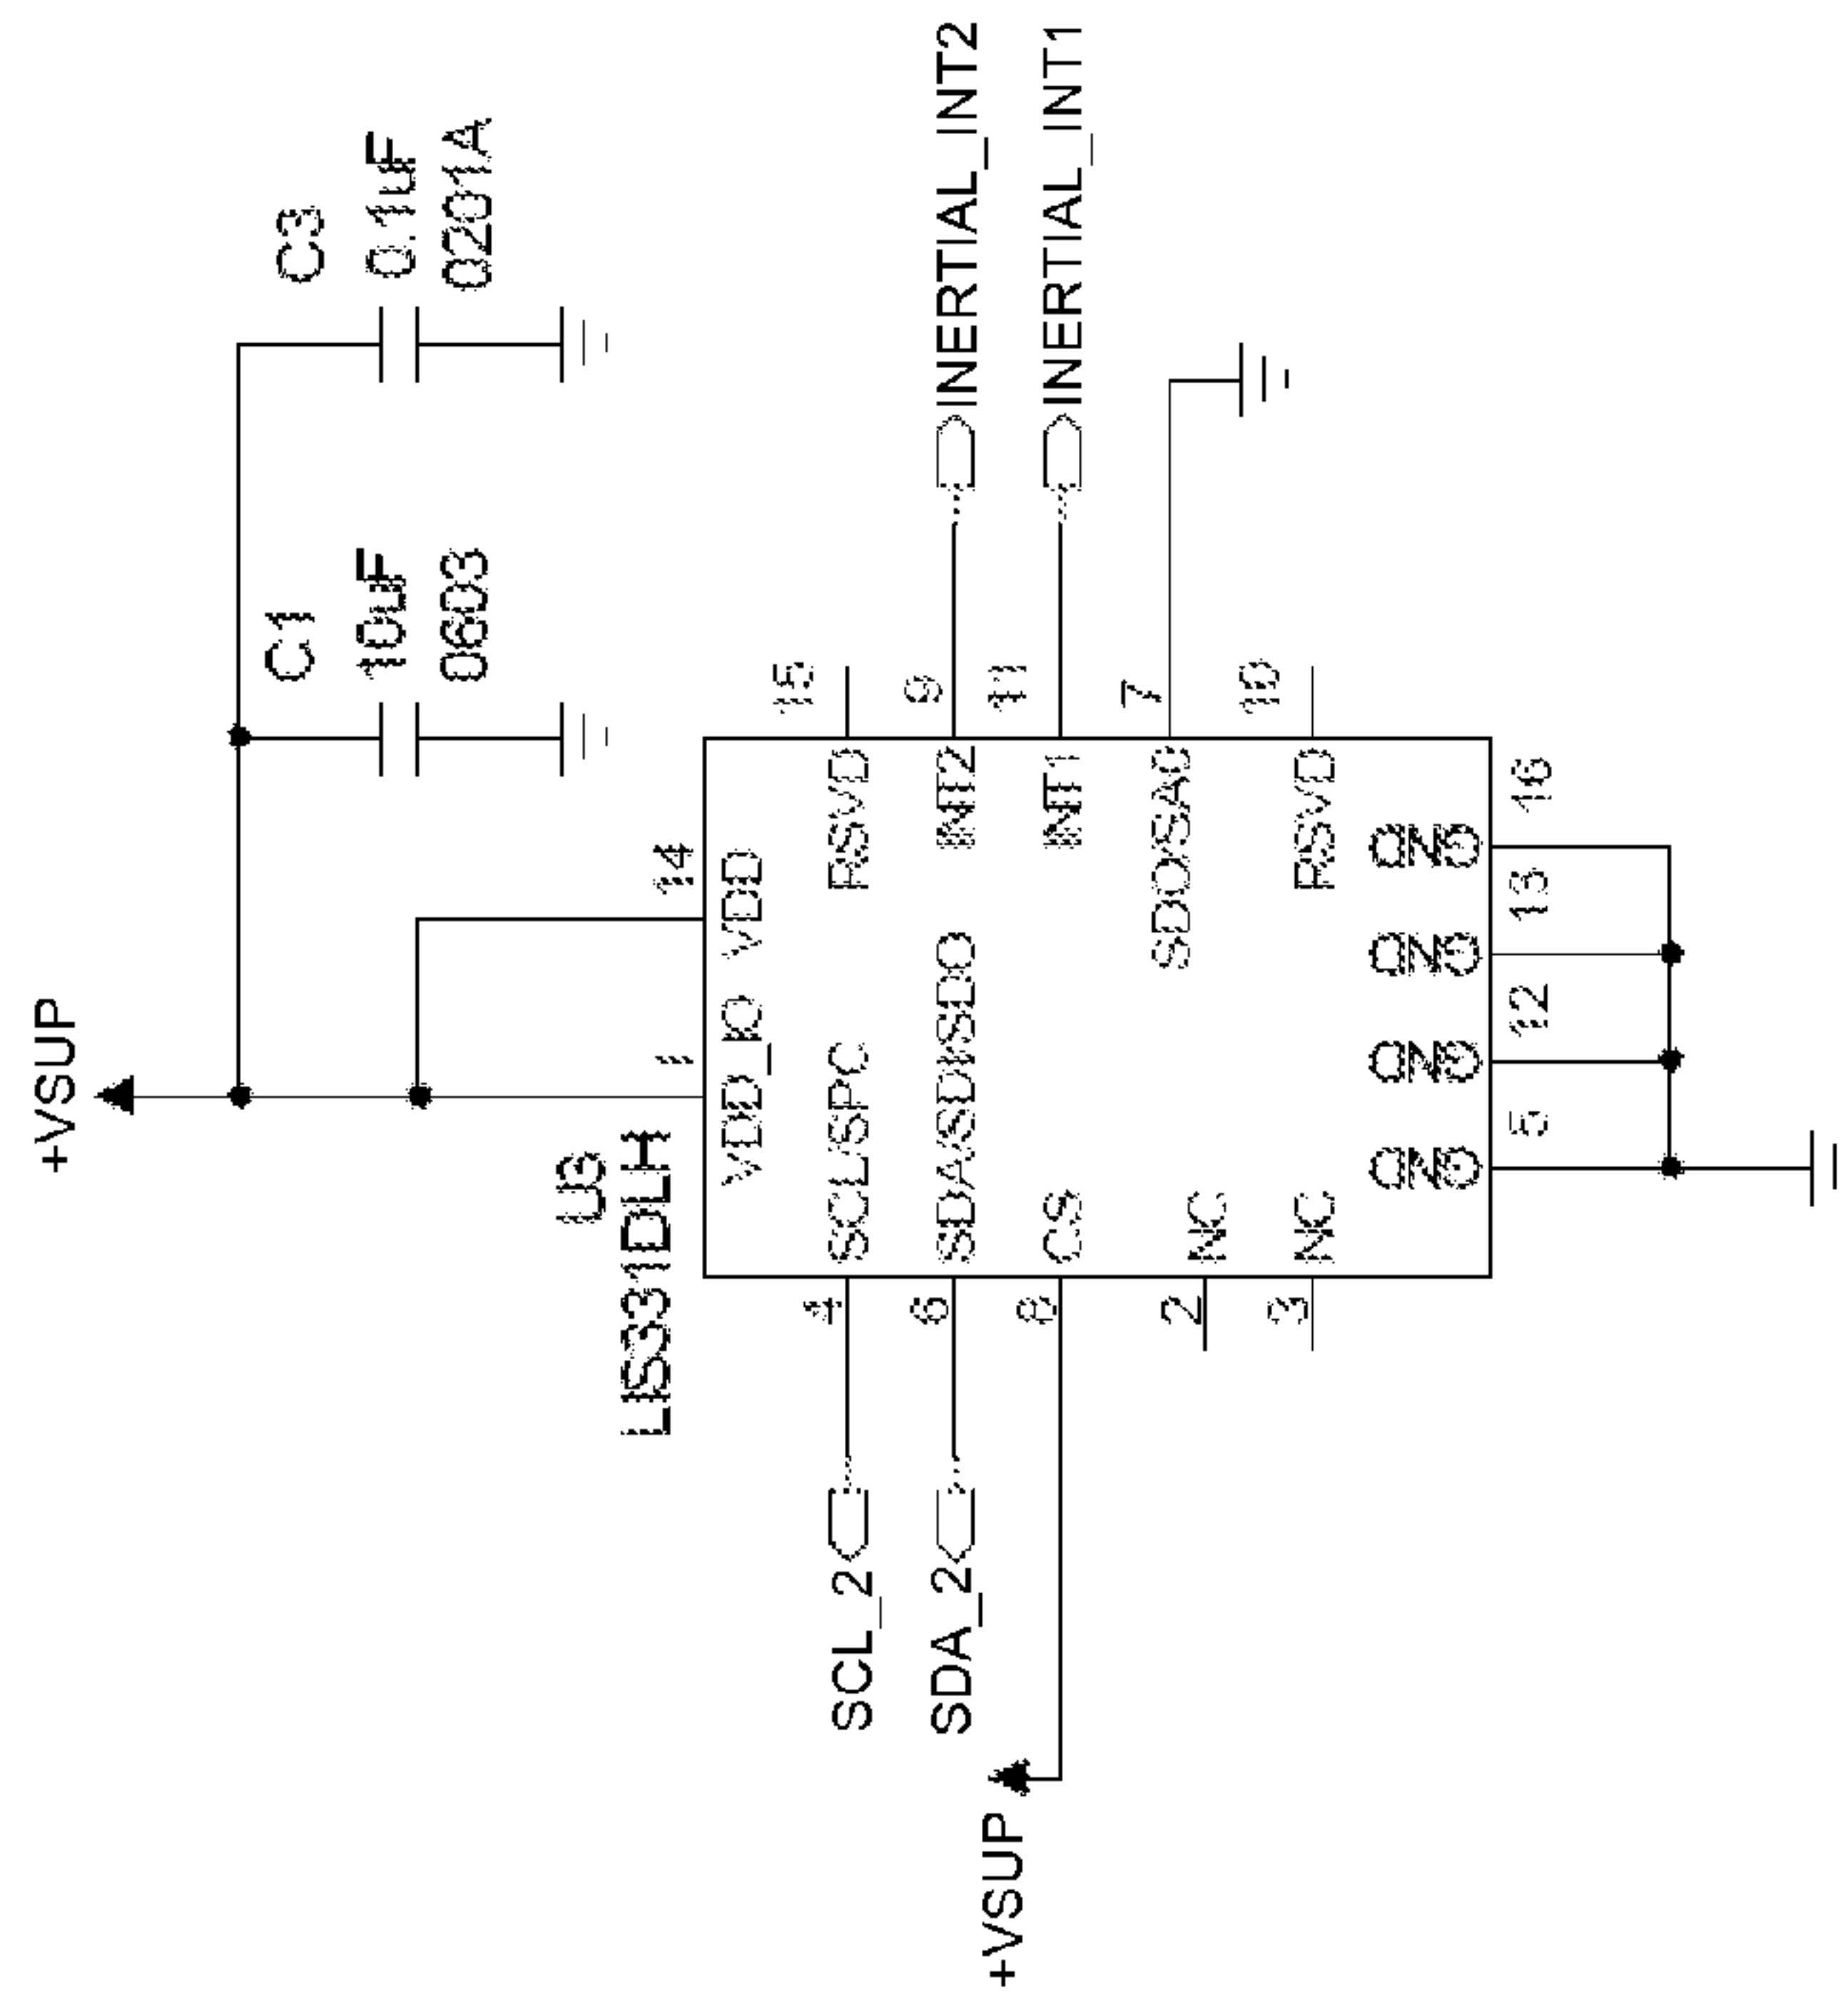 +VSUP
C1
10uF
0603
C3
0.1uF
0201A
U3
LIS331DLH
1
14
VDD_IO
VDD
SCL_2
4
SCL/SPC
RSVD
15
SDA_2
6
SDA/SDI/SDO
INT2
9
INERTIAL_INT2
+VSUP
8
CS
INT1
11
INERTIAL_INT1
SDO/SA0
7
2
NC
3
NC
RSVD
10
GND
GND
GND
GND
5
12
13
16